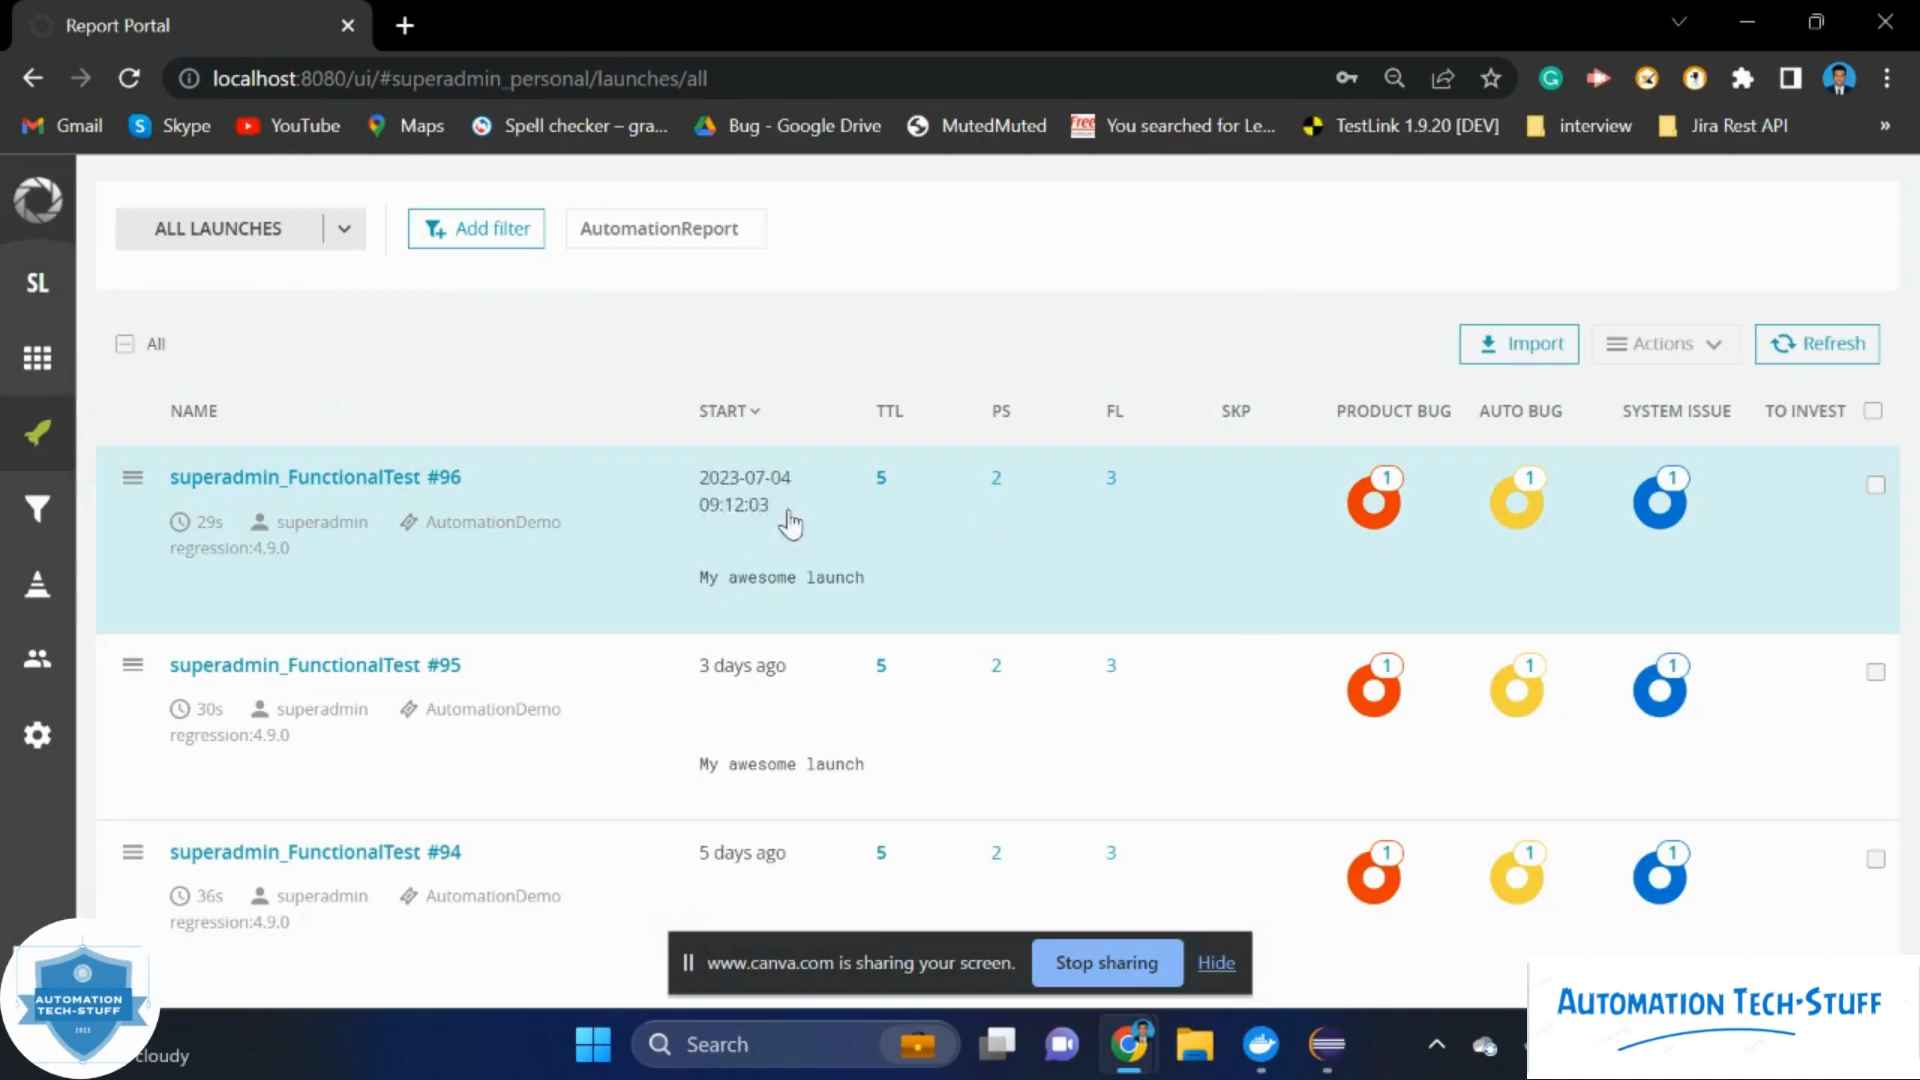 Report Portal
localhost:8080/ui/#superadmin_personal/launches/all
Gmail Skype YouTube Maps Spell checker – gra... Bug - Google Drive MutedMuted FREE You searched for Le... TestLink 1.9.20 [DEV] interview Jira Rest API »
ALL LAUNCHES Add filter AutomationReport
SL
All Import Actions Refresh
NAME START TTL PS FL SKP PRODUCT BUG AUTO BUG SYSTEM ISSUE TO INVEST
superadmin_FunctionalTest #96 2023-07-04 5 2 3 1 1 1
09:12:03
29s superadmin AutomationDemo
regression:4.9.0
My awesome launch
superadmin_FunctionalTest #95 3 days ago 5 2 3 1 1 1
30s superadmin AutomationDemo
regression:4.9.0
My awesome launch
superadmin_FunctionalTest #94 5 days ago 5 2 3 1 1 1
36s superadmin AutomationDemo
regression:4.9.0
www.canva.com is sharing your screen. Stop sharing Hide
AUTOMATION
TECH-STUFF
2023
AUTOMATION TECH-STUFF
cloudy
Search